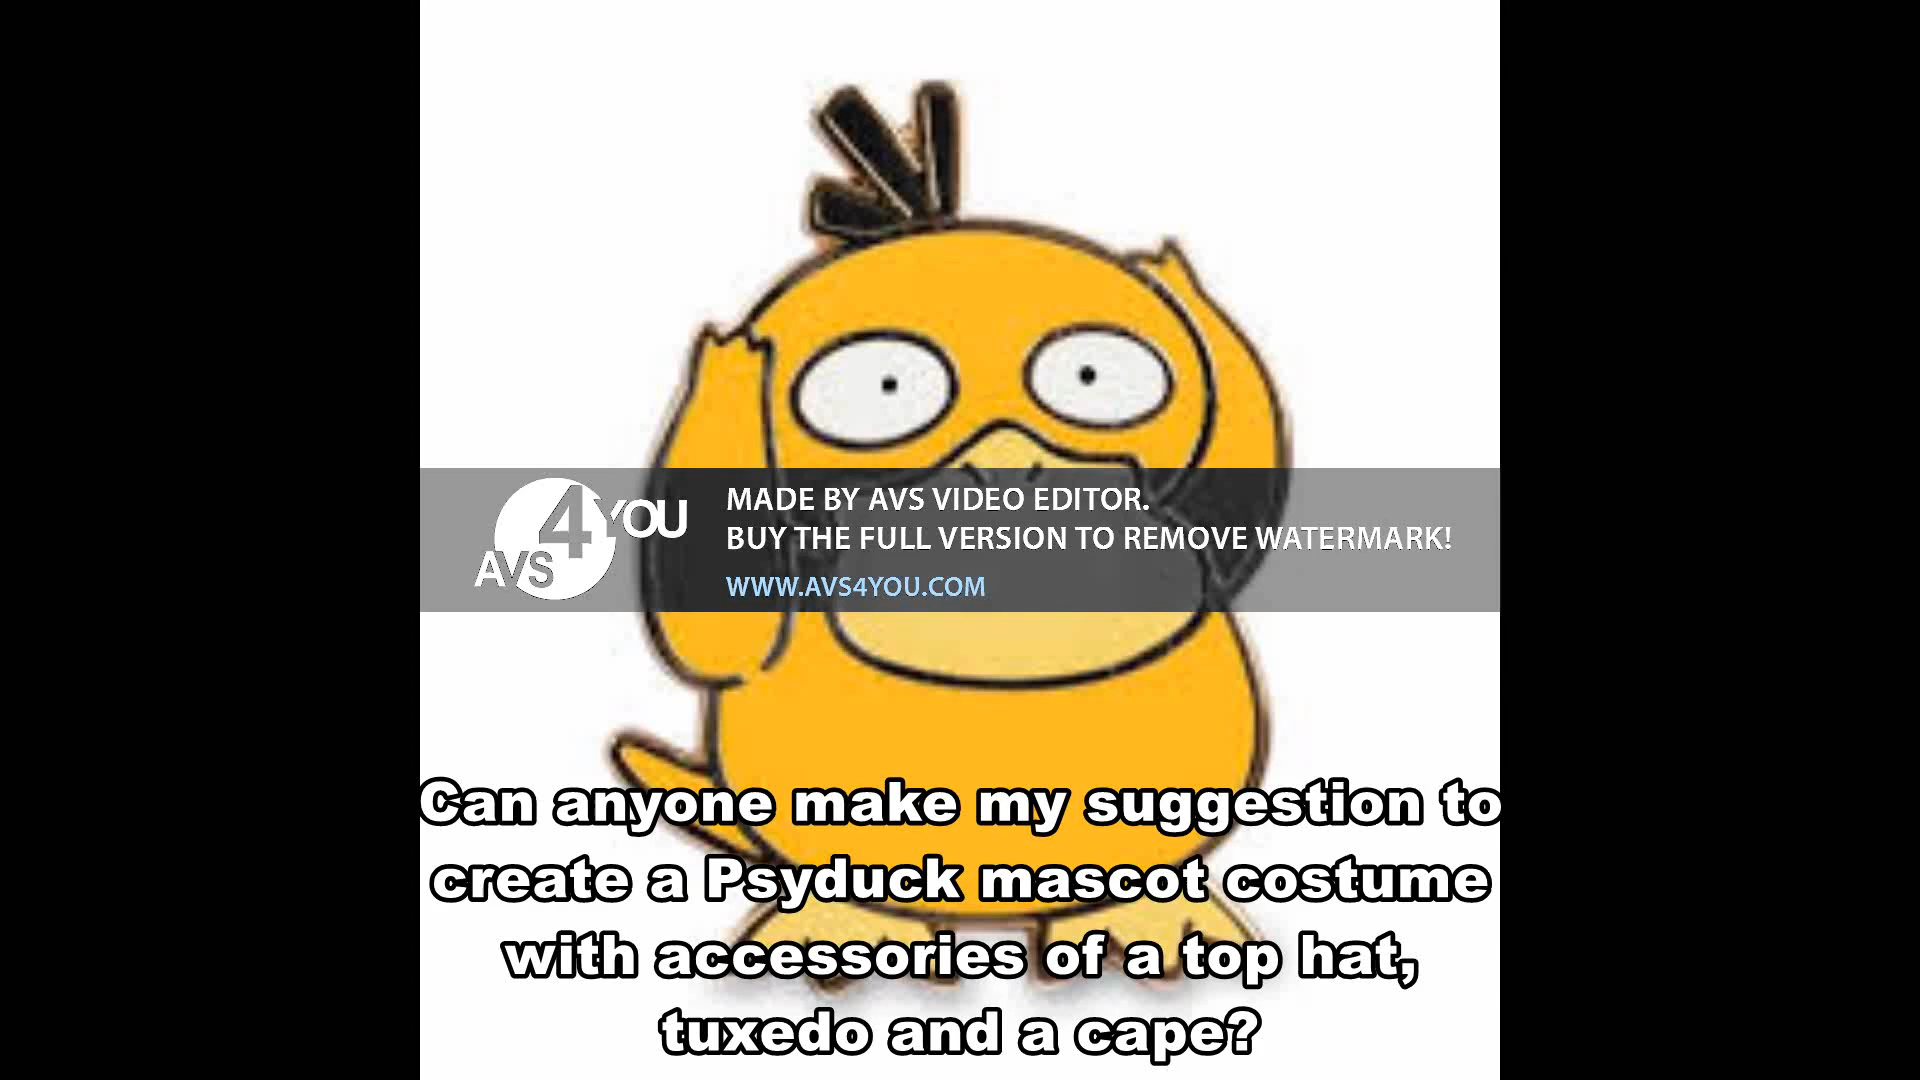 AVS4YOU
MADE BY AVS VIDEO EDITOR.
BUY THE FULL VERSION TO REMOVE WATERMARK!
WWW.AVS4YOU.COM
Can anyone make my suggestion to
create a Psyduck mascot costume
with accessories of a top hat,
tuxedo and a cape?